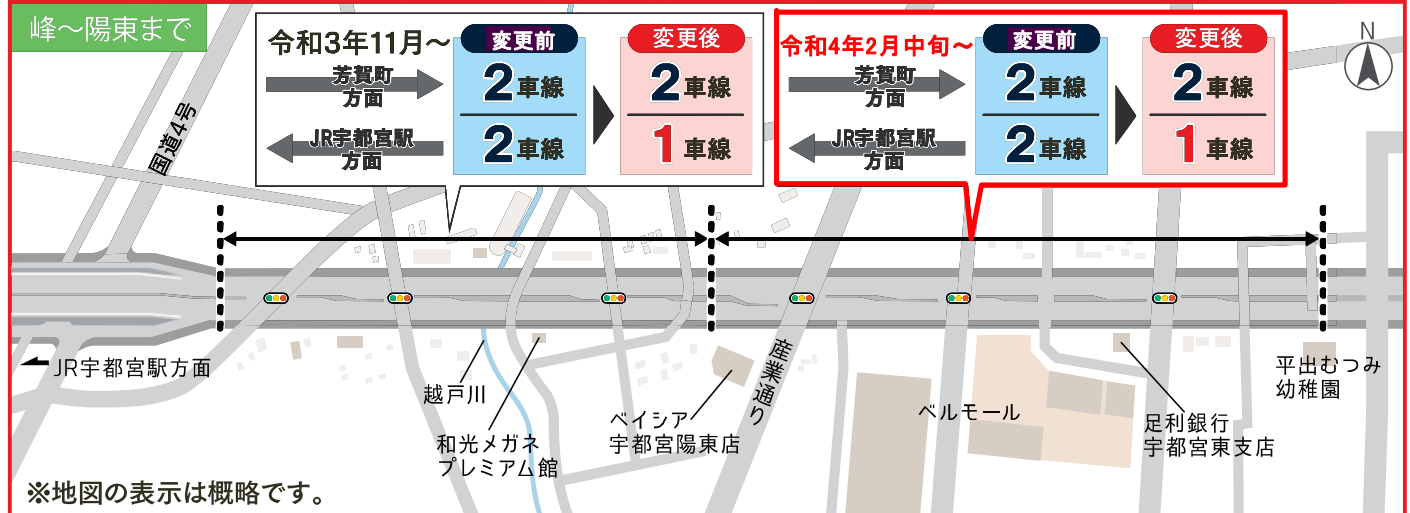 峰～陽東まで
令和3年11月～
芳賀町
方面
JR宇都宮駅
方面
変更前
2車線
2車線
変更後
2車線
1車線
令和4年2月中旬～
芳賀町
方面
JR宇都宮駅
方面
変更前
2車線
2車線
変更後
2車線
1車線
N
国道4号
JR宇都宮駅方面
越戸川
和光メガネ
プレミアム館
ベイシア
宇都宮陽東店
産業通り
ベルモール
足利銀行
宇都宮東支店
平出むつみ
幼稚園
※地図の表示は概略です。